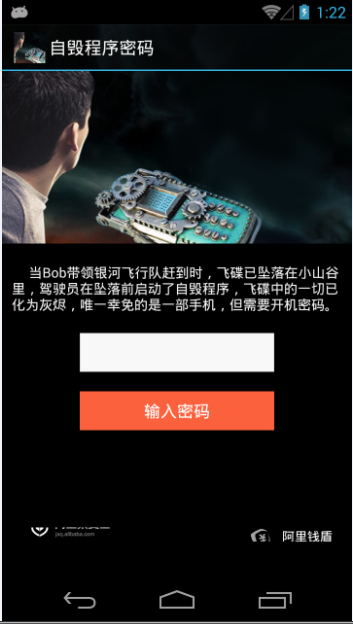 1:22
自毁程序密码
当Bob带领银河飞行队赶到时，飞碟已坠落在小山谷
里，驾驶员在坠落前启动了自毁程序，飞碟中的一切已
化为灰烬，唯一幸免的是一部手机，但需要开机密码。
输入密码
jaq.alibaba.com
阿里钱盾